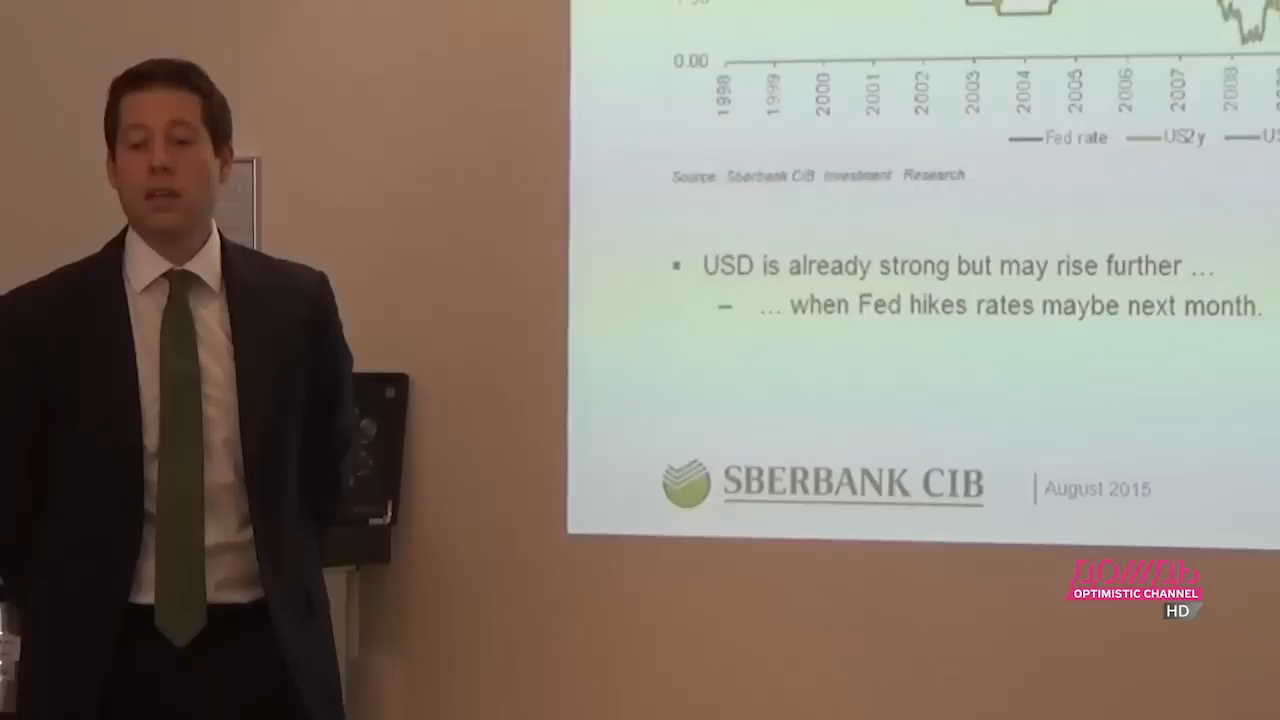 0.00
1998 1999 2000 2001 2002 2003 2004 2005 2006 2007 2008
Fed rate US2y
Source Sberbank CIB Investment Research
▪ USD is already strong but may rise further ...
– ... when Fed hikes rates maybe next month.
SBERBANK CIB
August 2015
ДОЖДЬ
OPTIMISTIC CHANNEL
HD